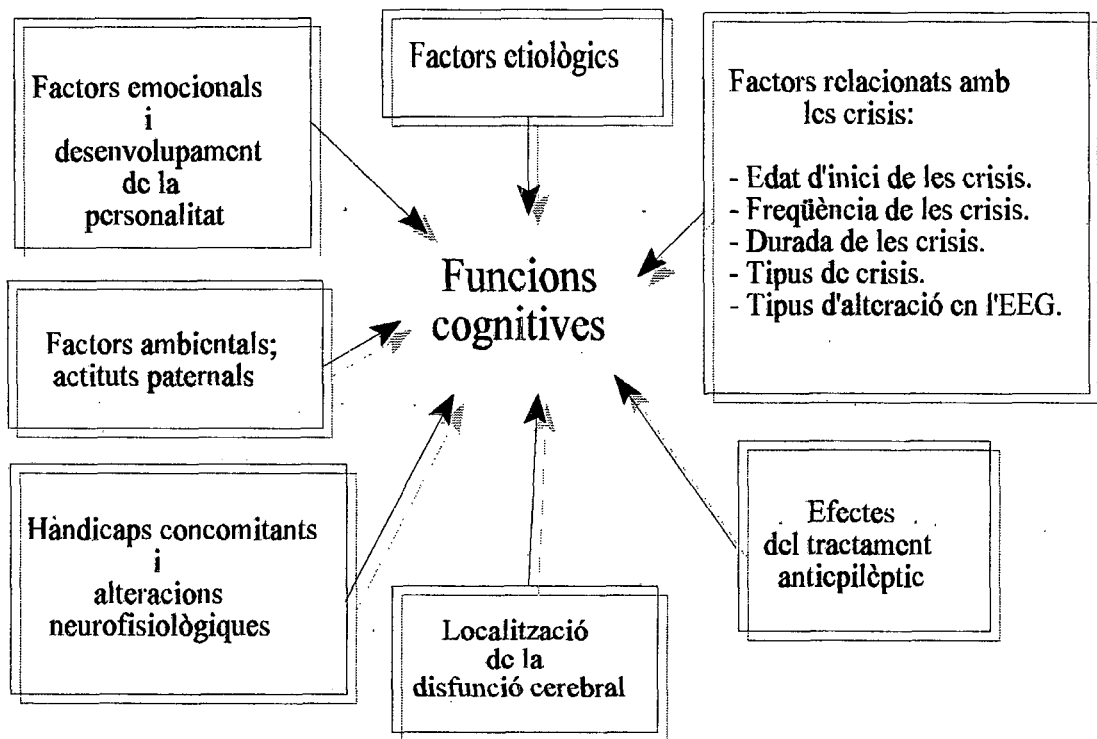 Factors emocionals
i
desenvolupament
de la
personalitat
Factors etiològics
Factors relacionats amb
les crisis:
- Edat d'inici de les crisis.
- Freqüència de les crisis.
- Durada de les crisis.
- Tipus de crisis.
- Tipus d'alteració en l'EEG.
Funcions
cognitives
Factors ambientals;
actituts paternals
Hàndicaps concomitants
i
alteracions
neurofisiològiques
Localització
de la
disfunció cerebral
Efectes
del tractament
antiepilèptic